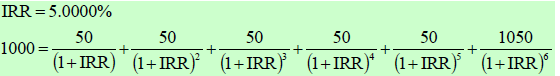 IRR = 5.0000%
1000 = 50/(1+IRR) + 50/(1+IRR)² + 50/(1+IRR)³ + 50/(1+IRR)⁴ + 50/(1+IRR)⁵ + 1050/(1+IRR)⁶